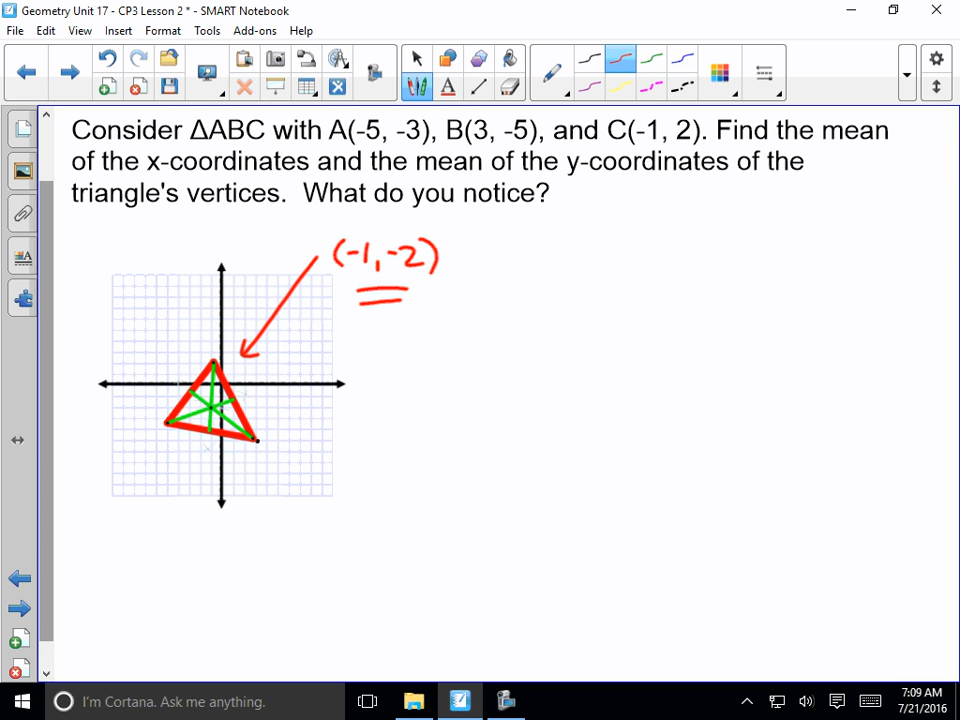 Geometry Unit 17 - CP3 Lesson 2 * - SMART Notebook
File Edit View Insert Format Tools Add-ons Help
Consider ΔABC with A(-5, -3), B(3, -5), and C(-1, 2). Find the mean
of the x-coordinates and the mean of the y-coordinates of the
triangle's vertices. What do you notice?
(-1, -2)
I'm Cortana. Ask me anything.
7:09 AM
7/21/2016